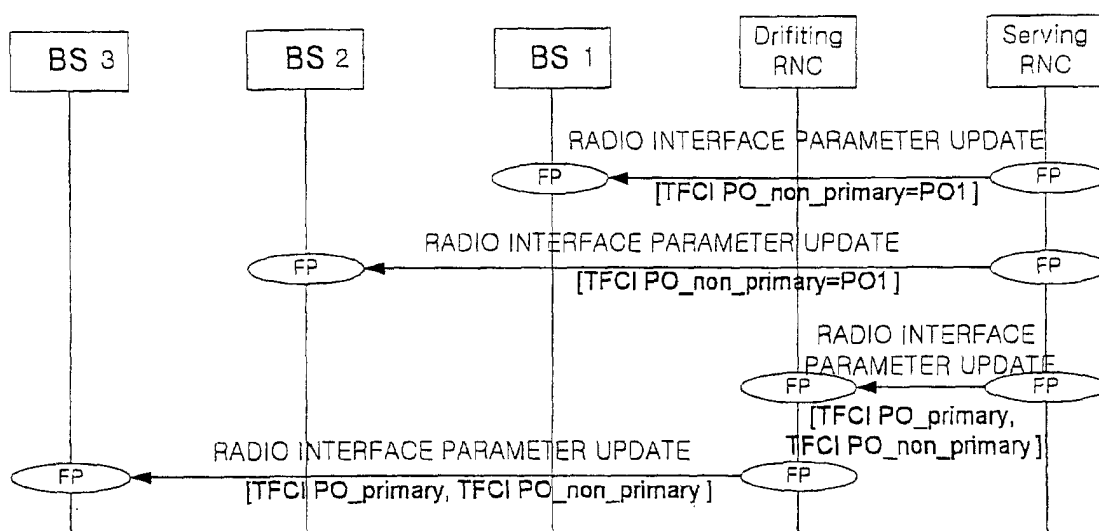 BS 3
BS 2
BS 1
Drifiting
RNC
Serving
RNC
RADIO INTERFACE PARAMETER UPDATE
FP
FP
[TFCI PO_non_primary=PO1]
RADIO INTERFACE PARAMETER UPDATE
FP
FP
[TFCI PO_non_primary=PO1]
RADIO INTERFACE
PARAMETER UPDATE
FP
FP
[TFCI PO_primary,
TFCI PO_non_primary]
RADIO INTERFACE PARAMETER UPDATE
FP
FP
[TFCI PO_primary, TFCI PO_non_primary]